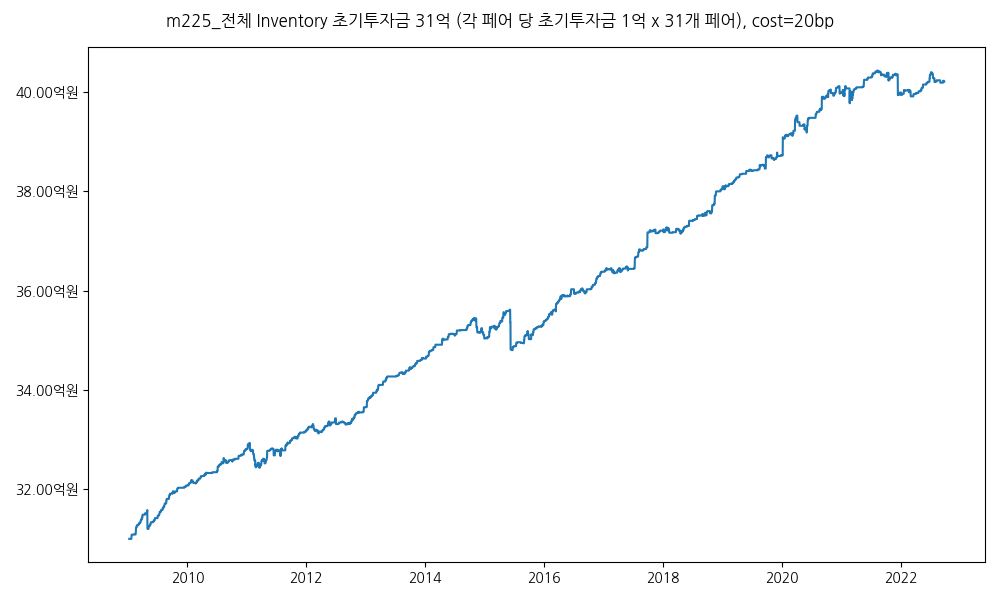 m225_전체 Inventory 초기투자금 31억 (각 페어 당 초기투자금 1억 x 31개 페어), cost=20bp
40.00억원
38.00억원
36.00억원
34.00억원
32.00억원
2010 2012 2014 2016 2018 2020 2022